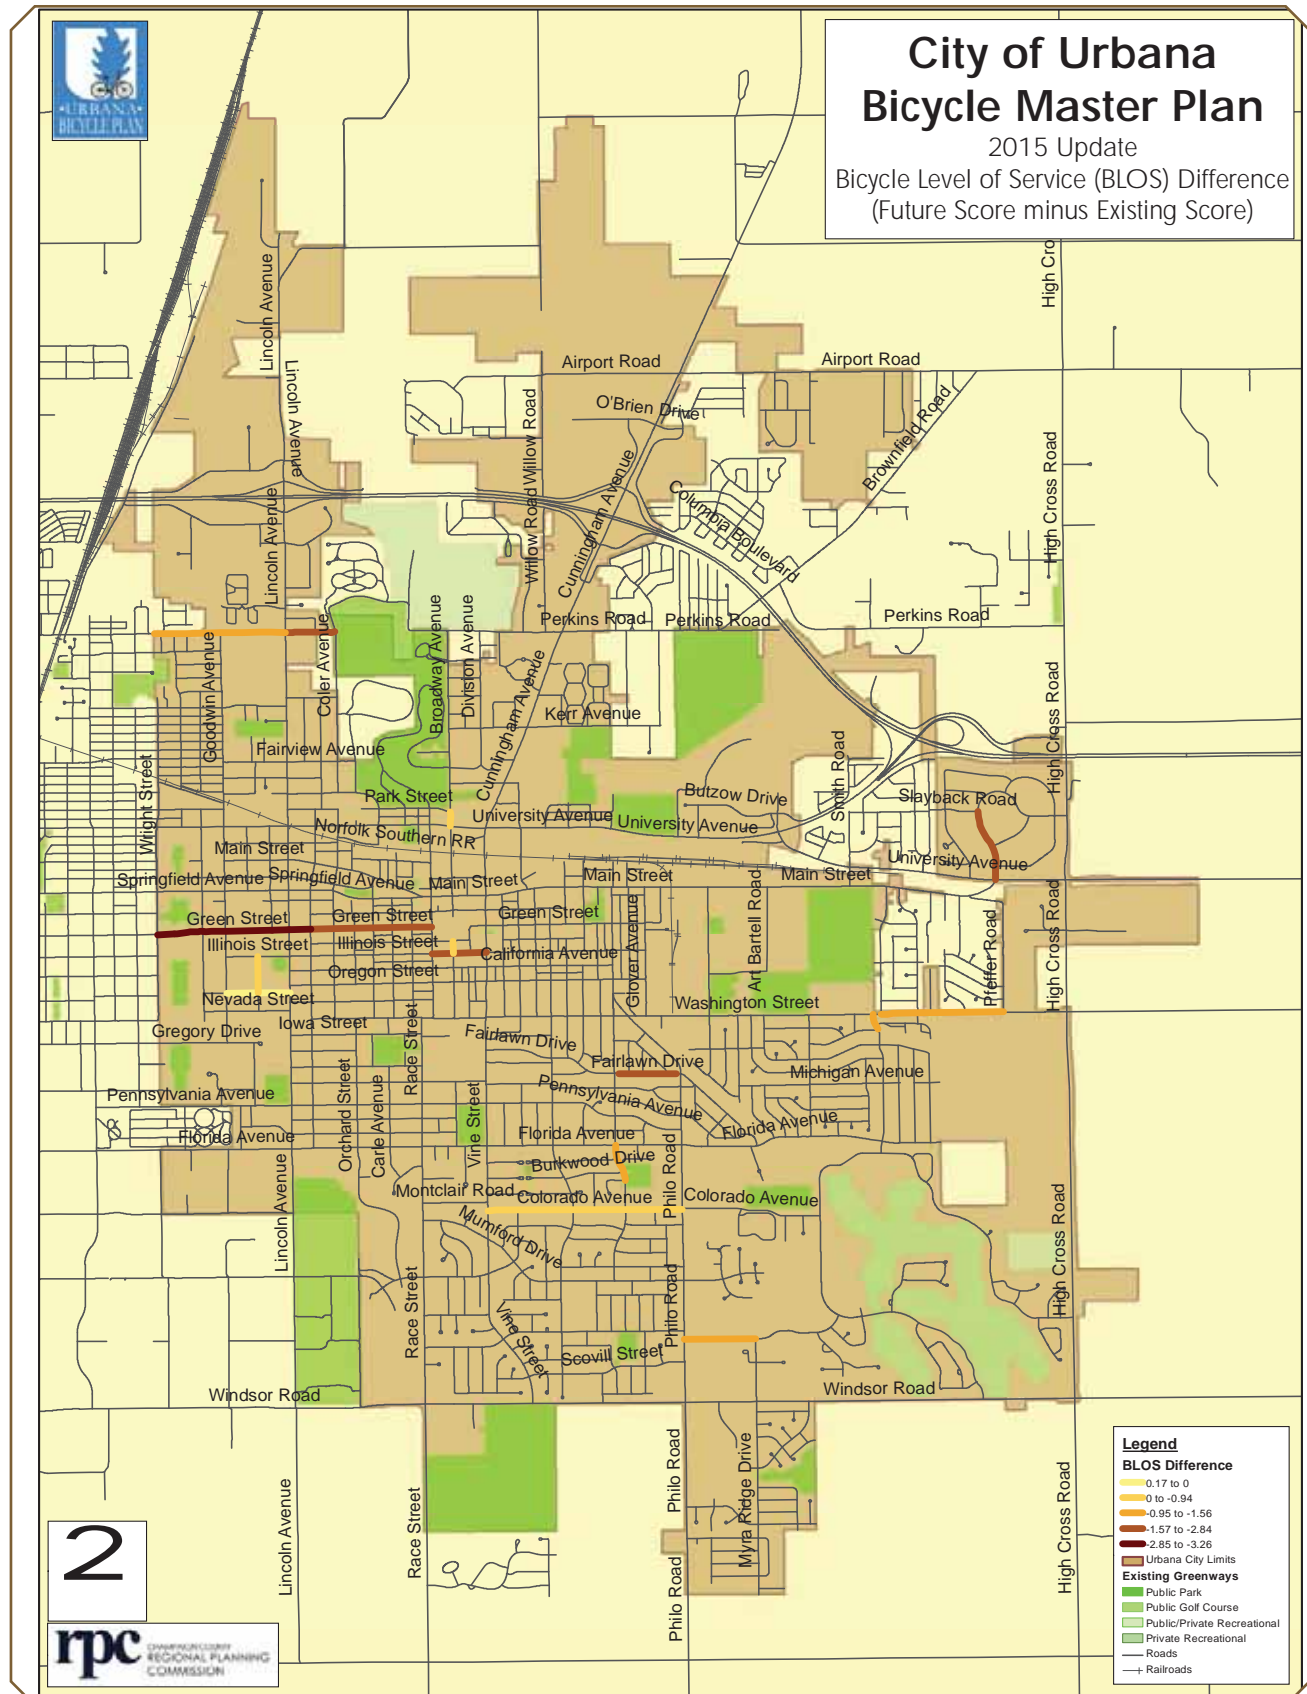 URBANA
BICYCLE PLAN
City of Urbana
Bicycle Master Plan
2015 Update
Bicycle Level of Service (BLOS) Difference
(Future Score minus Existing Score)
High Cro
Lincoln Avenue
Airport Road
Airport Road
Lincoln Avenue
O'Brien Drive
Willow Road
Brownfield Road
Willow Road
Cunningham Avenue
Columbia Boulevard
High Cross Road
High Cross Road
Lincoln Avenue
Perkins Road
Perkins Road
Perkins Road
Coler Avenue
Broadway Avenue
Division Avenue
Goodwin Avenue
Cunningham Avenue
Kerr Avenue
High Cross Road
Fairview Avenue
Wright Street
Smith Road
Park Street
Butzow Drive
Slayback Road
University Avenue
University Avenue
Norfolk Southern RR
Main Street
University Avenue
Springfield Avenue
Springfield Avenue
Main Street
Main Street
Main Street
Green Street
Green Street
Green Street
Glover Avenue
Art Bartell Road
Pfeffer Road
High Cross Road
Illinois Street
Illinois Street
California Avenue
Oregon Street
Nevada Street
Washington Street
Gregory Drive
Iowa Street
Race Street
Fairlawn Drive
Fairlawn Drive
Michigan Avenue
Pennsylvania Avenue
Pennsylvania Avenue
Orchard Street
Carle Avenue
Vine Street
Florida Avenue
Florida Avenue
Florida Avenue
Burkwood Drive
Philo Road
Lincoln Avenue
Montclair Road
Colorado Avenue
Colorado Avenue
Mumford Drive
High Cross Road
Race Street
Philo Road
Vine Street
Scovill Street
Windsor Road
Windsor Road
Philo Road
Myra Ridge Drive
Lincoln Avenue
Race Street
High Cross Road
Philo Road
Legend
BLOS Difference
0.17 to 0
0 to -0.94
-0.95 to -1.56
-1.57 to -2.84
-2.85 to -3.26
Urbana City Limits
Existing Greenways
Public Park
Public Golf Course
Public/Private Recreational
Private Recreational
Roads
Railroads
2
rpc
CHAMPAIGN COUNTY
REGIONAL PLANNING
COMMISSION